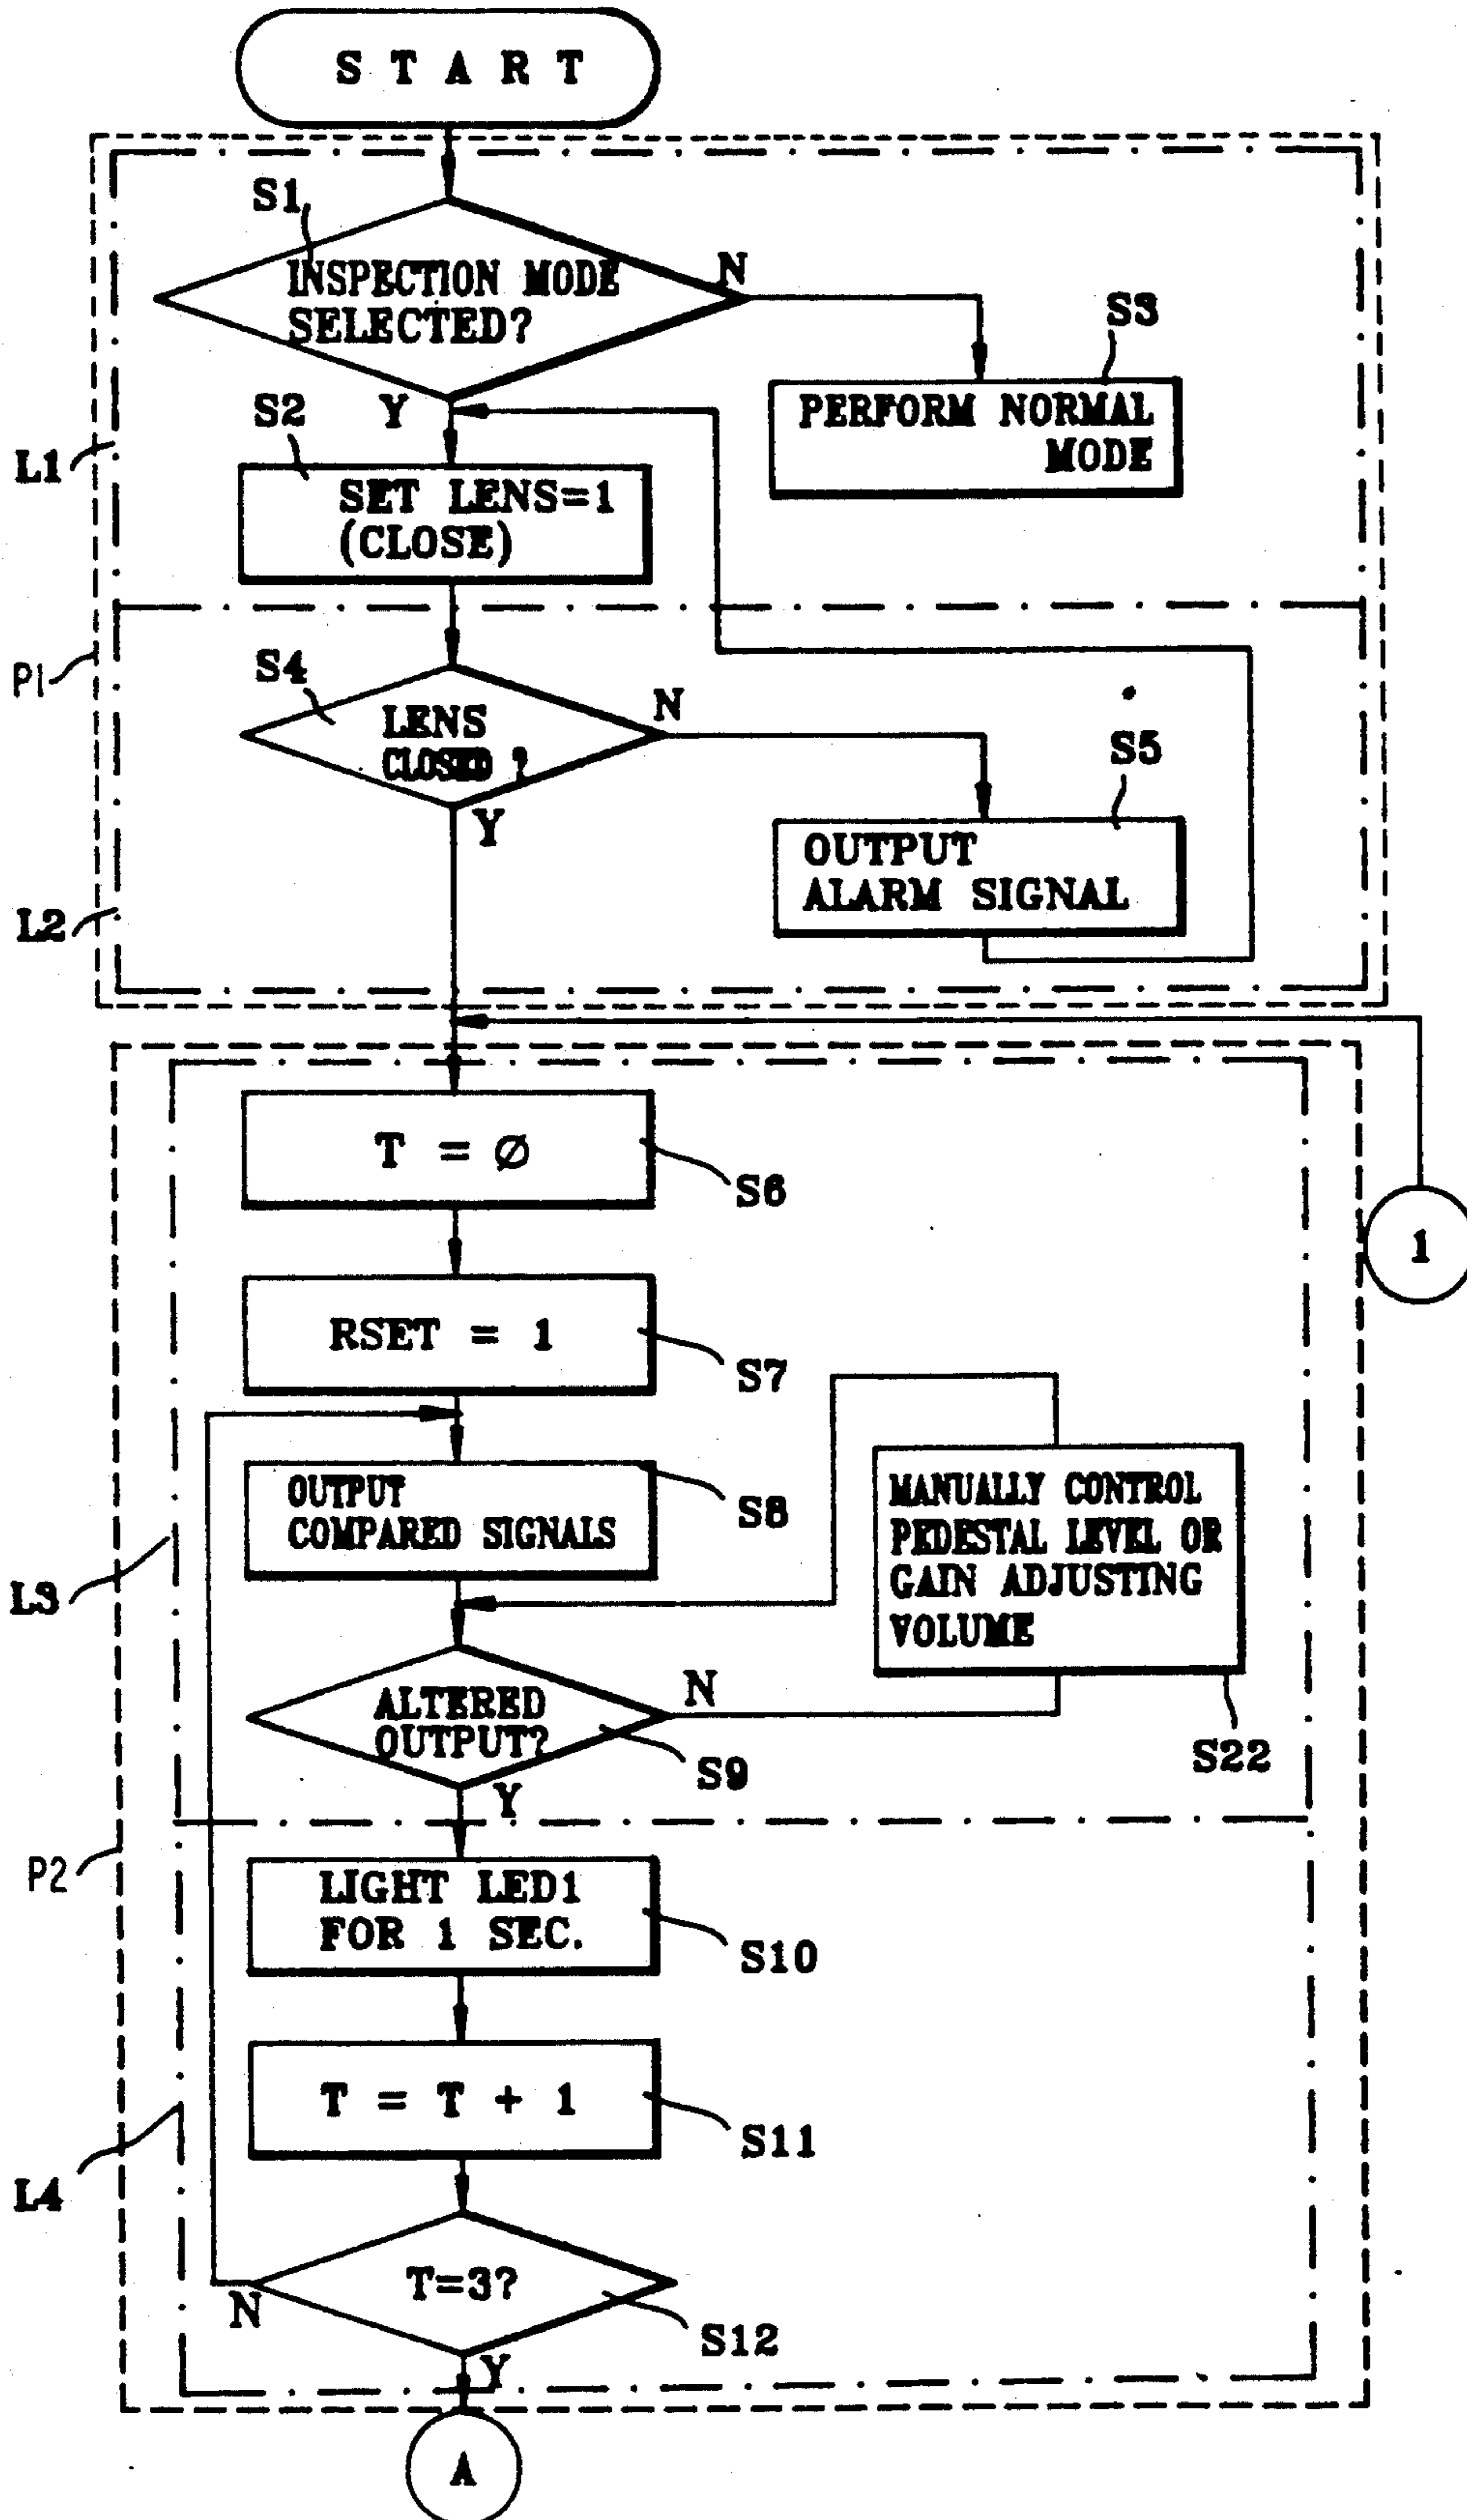 START
S1
INSPECTION MODE
SELECTED?
N
S3
PERFORM NORMAL
MODE
S2
Y
L1
SET LENS=1
(CLOSE)
P1
S4
LENS
CLOSED ?
N
S5
Y
OUTPUT
ALARM SIGNAL
L2
T = Ø
S6
1
RSET = 1
S7
OUTPUT
COMPARED SIGNALS
S8
MANUALLY CONTROL
PEDESTAL LEVEL OR
GAIN ADJUSTING
VOLUME
L3
ALTERED
OUTPUT?
N
S9
S22
Y
P2
LIGHT LED1
FOR 1 SEC.
S10
T = T + 1
S11
L4
T=3?
N
S12
Y
A